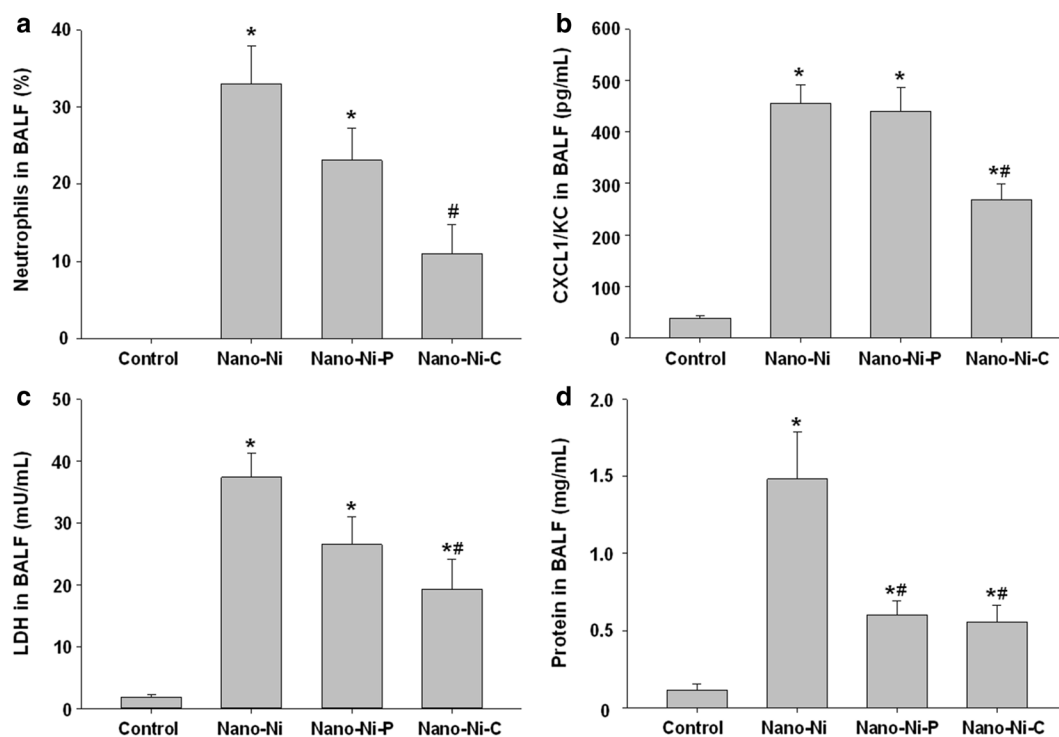 a
Neutrophils in BALF (%)
40
30
20
10
0
*
*
#
Control Nano-Ni Nano-Ni-P Nano-Ni-C
b
CXCL1/KC in BALF (pg/mL)
600
500
400
300
200
100
0
*
*
*#
Control Nano-Ni Nano-Ni-P Nano-Ni-C
c
LDH in BALF (mU/mL)
50
40
30
20
10
0
*
*
*#
Control Nano-Ni Nano-Ni-P Nano-Ni-C
d
Protein in BALF (mg/mL)
2.0
1.5
1.0
0.5
0
*
*#
*#
Control Nano-Ni Nano-Ni-P Nano-Ni-C